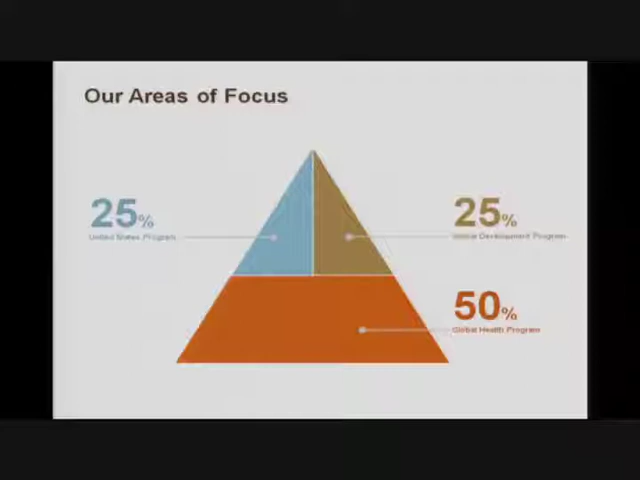 Our Areas of Focus
25%
United States Program
25%
Global Development Program
50%
Global Health Program